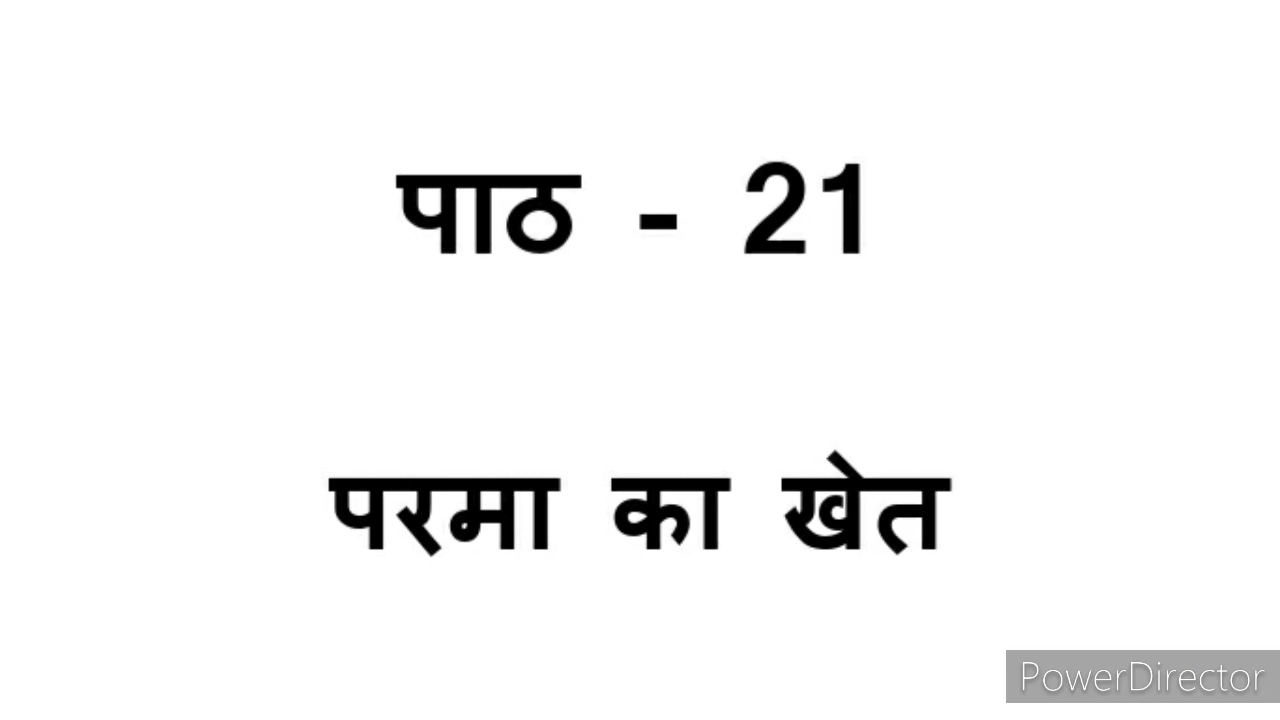 पाठ - 21
परमा का खेत
PowerDirector